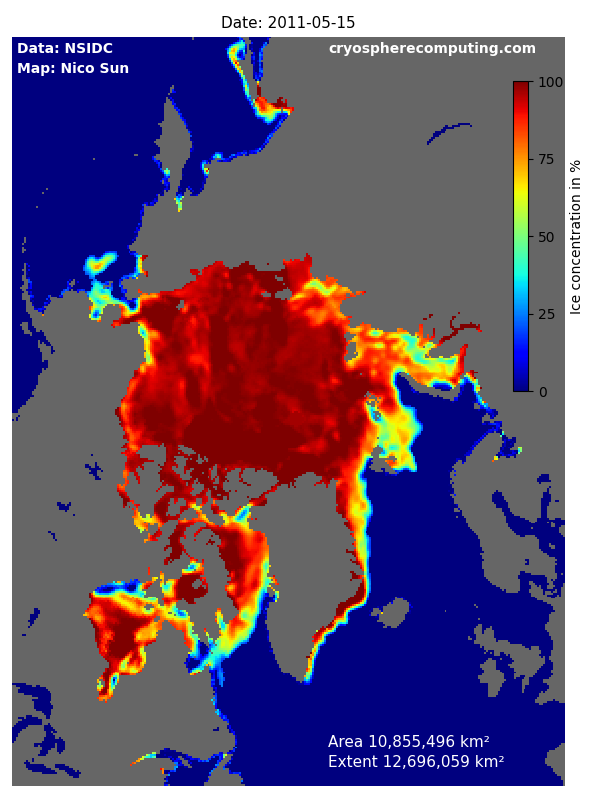 Date: 2011-05-15
Data: NSIDC
Map: Nico Sun
cryospherecomputing.com
100
75
50
25
0
Ice concentration in %
Area 10,855,496 km²
Extent 12,696,059 km²